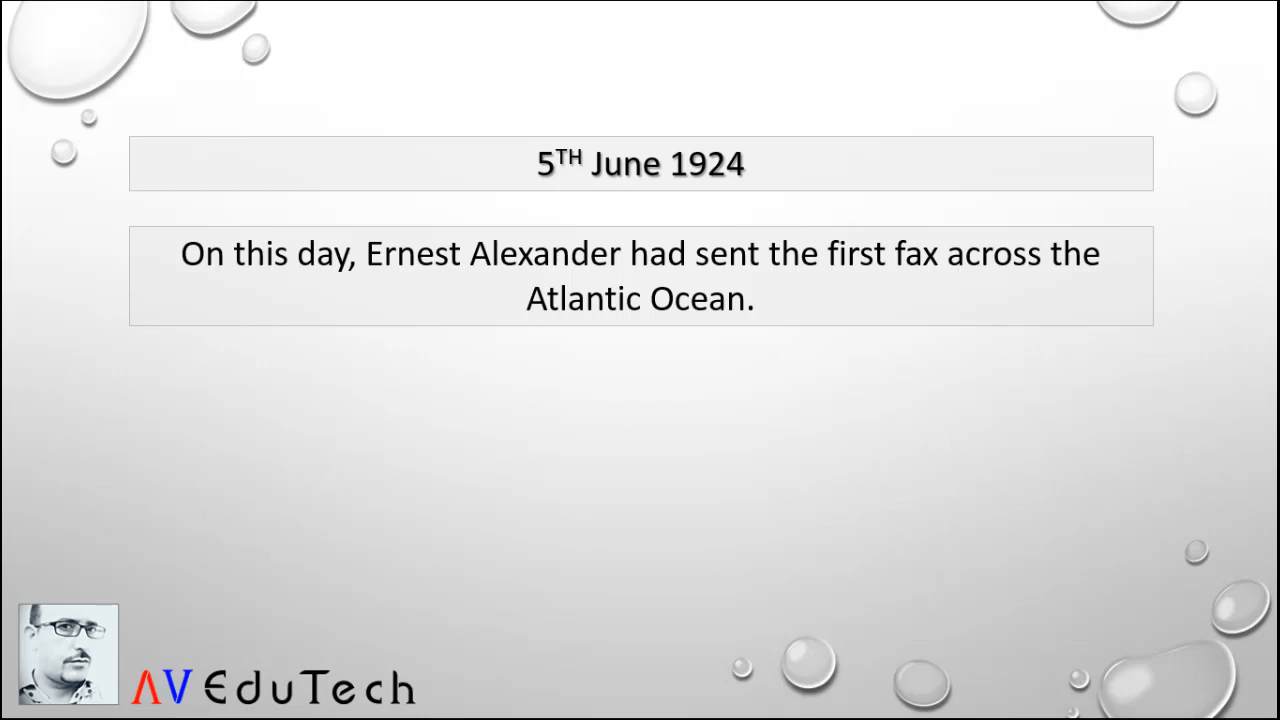 5TH June 1924
On this day, Ernest Alexander had sent the first fax across the
Atlantic Ocean.
AV EduTech